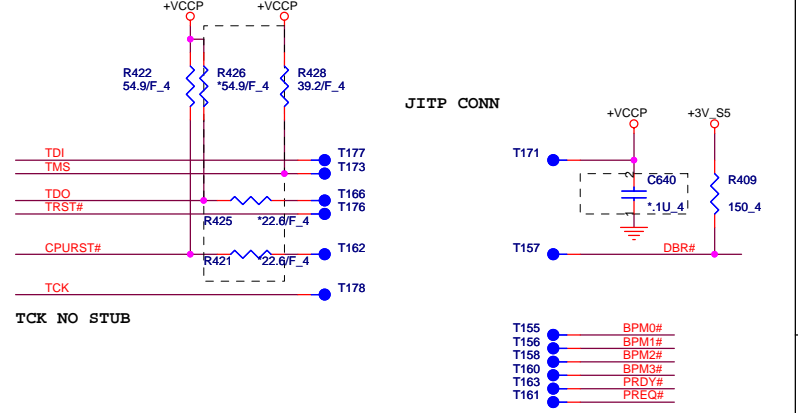 +VCCP +VCCP
R422
54.9/F_4
R426
*54.9/F_4
R428
39.2/F_4
TDI T177
TMS T173
TDO T166
TRST# T176
R425 *22.6/F_4
CPURST# T162
R421 22.6/F_4
TCK T178
TCK NO STUB
JITP CONN
+VCCP +3V_S5
T171
2
C640
*.1U_4
1
R409
150_4
T157 DBR#
T155 BPM0#
T156 BPM1#
T158 BPM2#
T160 BPM3#
T163 PRDY#
T161 PREQ#